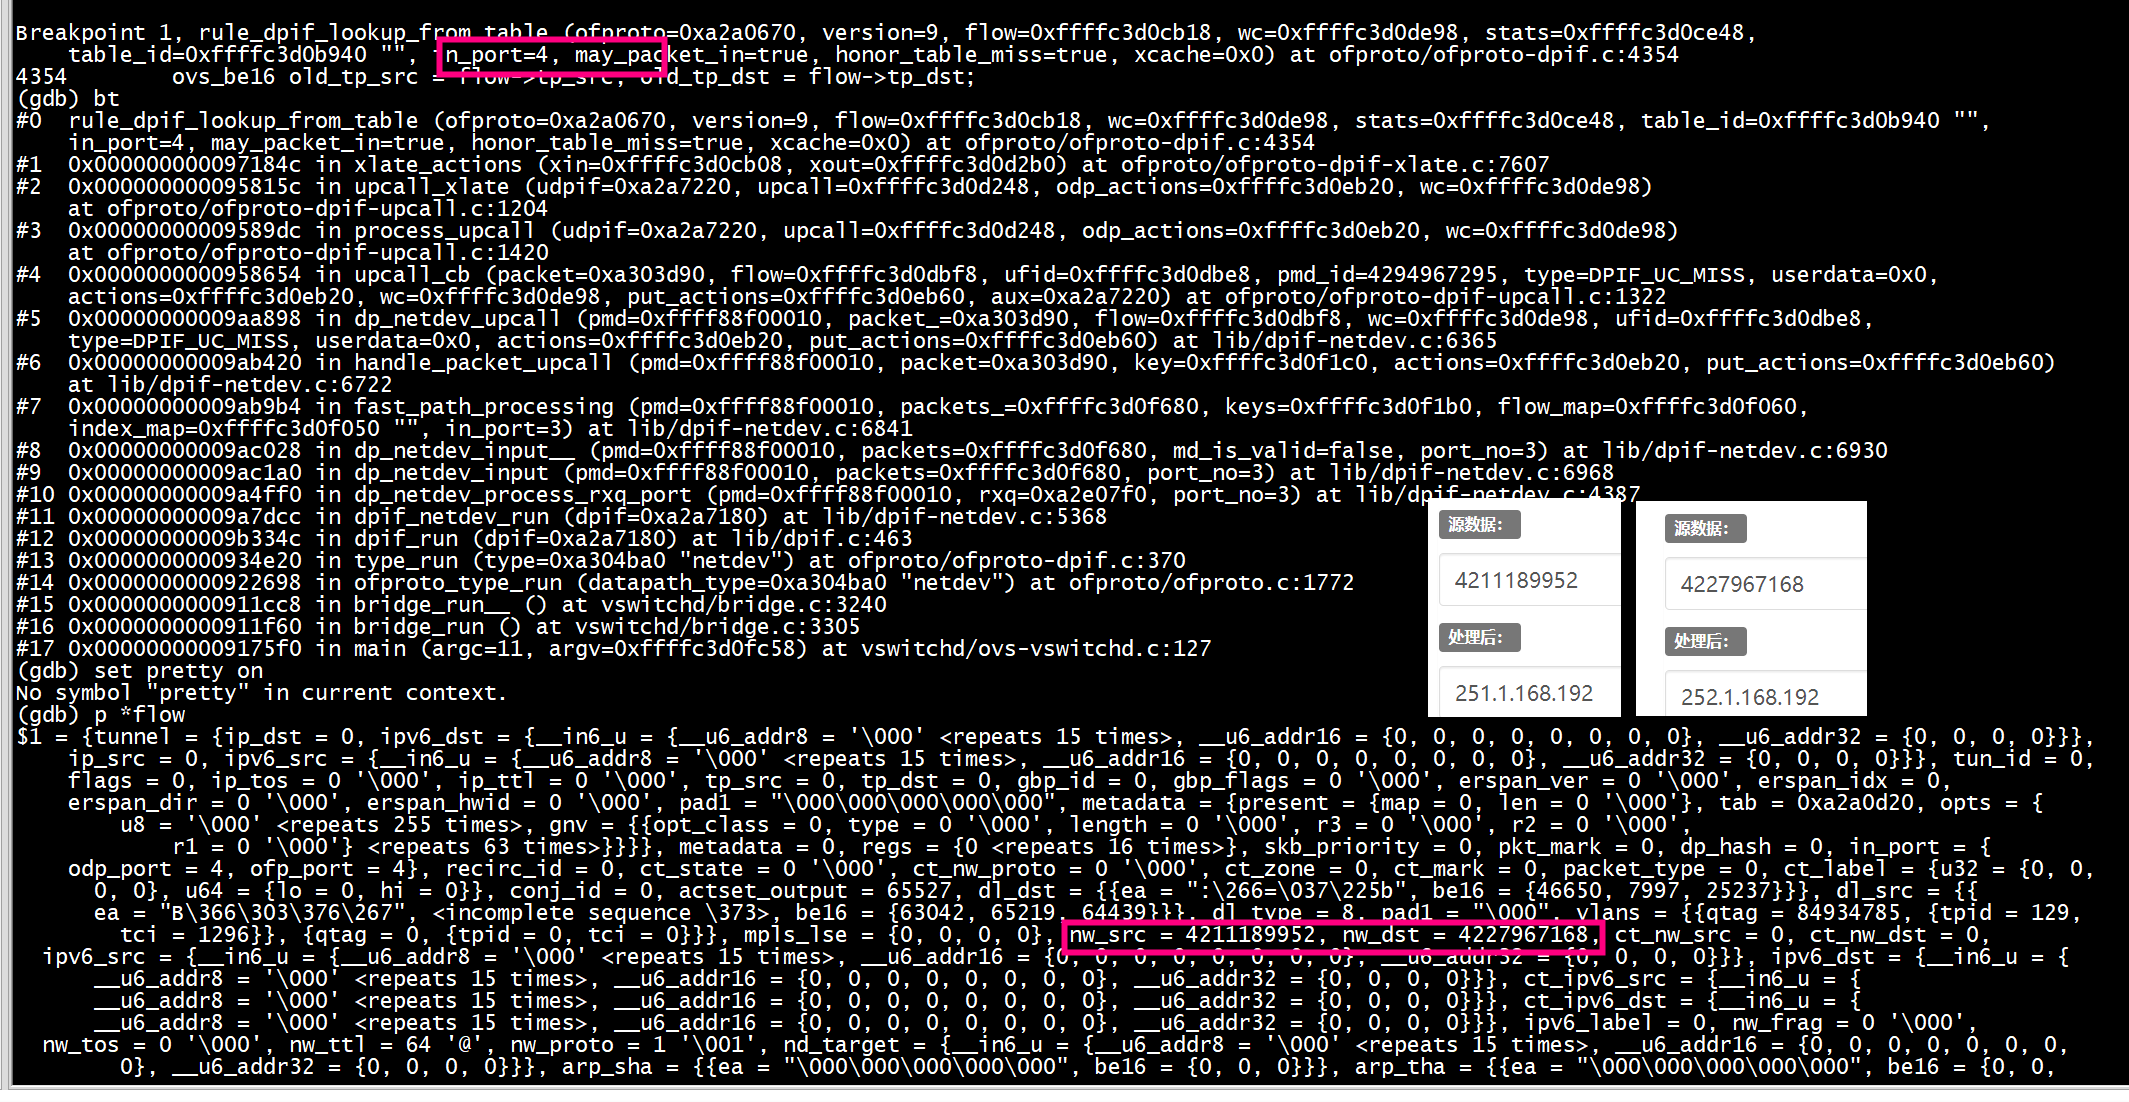 Breakpoint 1, rule_dpif_lookup_from_table (ofproto=0xa2a0670, version=9, flow=0xffffc3d0cb18, wc=0xffffc3d0de98, stats=0xffffc3d0ce48,
table_id=0xffffc3d0b940 "", in_port=4, may_packet_in=true, honor_table_miss=true, xcache=0x0) at ofproto/ofproto-dpif.c:4354
4354 ovs_be16 old_tp_src = flow->tp_src, old_tp_dst = flow->tp_dst;
(gdb) bt
#0 rule_dpif_lookup_from_table (ofproto=0xa2a0670, version=9, flow=0xffffc3d0cb18, wc=0xffffc3d0de98, stats=0xffffc3d0ce48, table_id=0xffffc3d0b940 "",
in_port=4, may_packet_in=true, honor_table_miss=true, xcache=0x0) at ofproto/ofproto-dpif.c:4354
#1 0x000000000097184c in xlate_actions (xin=0xffffc3d0cb08, xout=0xffffc3d0d2b0) at ofproto/ofproto-dpif-xlate.c:7607
#2 0x000000000095815c in upcall_xlate (udpif=0xa2a7220, upcall=0xffffc3d0d248, odp_actions=0xffffc3d0eb20, wc=0xffffc3d0de98)
at ofproto/ofproto-dpif-upcall.c:1204
#3 0x00000000009589dc in process_upcall (udpif=0xa2a7220, upcall=0xffffc3d0d248, odp_actions=0xffffc3d0eb20, wc=0xffffc3d0de98)
at ofproto/ofproto-dpif-upcall.c:1420
#4 0x0000000000958654 in upcall_cb (packet=0xa303d90, flow=0xffffc3d0dbf8, ufid=0xffffc3d0dbe8, pmd_id=4294967295, type=DPIF_UC_MISS, userdata=0x0,
actions=0xffffc3d0eb20, wc=0xffffc3d0de98, put_actions=0xffffc3d0eb60, aux=0xa2a7220) at ofproto/ofproto-dpif-upcall.c:1322
#5 0x00000000009aa898 in dp_netdev_upcall (pmd=0xffff88f00010, packet_=0xa303d90, flow=0xffffc3d0dbf8, wc=0xffffc3d0de98, ufid=0xffffc3d0dbe8,
type=DPIF_UC_MISS, userdata=0x0, actions=0xffffc3d0eb20, put_actions=0xffffc3d0eb60) at lib/dpif-netdev.c:6365
#6 0x00000000009ab420 in handle_packet_upcall (pmd=0xffff88f00010, packet=0xa303d90, key=0xffffc3d0f1c0, actions=0xffffc3d0eb20, put_actions=0xffffc3d0eb60)
at lib/dpif-netdev.c:6722
#7 0x00000000009ab9b4 in fast_path_processing (pmd=0xffff88f00010, packets_=0xffffc3d0f680, keys=0xffffc3d0f1b0, flow_map=0xffffc3d0f060,
index_map=0xffffc3d0f050 "", in_port=3) at lib/dpif-netdev.c:6841
#8 0x00000000009ac028 in dp_netdev_input__ (pmd=0xffff88f00010, packets=0xffffc3d0f680, md_is_valid=false, port_no=3) at lib/dpif-netdev.c:6930
#9 0x00000000009ac1a0 in dp_netdev_input (pmd=0xffff88f00010, packets=0xffffc3d0f680, port_no=3) at lib/dpif-netdev.c:6968
#10 0x00000000009a4ff0 in dp_netdev_process_rxq_port (pmd=0xffff88f00010, rxq=0xa2e07f0, port_no=3) at lib/dpif-netdev.c:4387
#11 0x00000000009a7dcc in dpif_netdev_run (dpif=0xa2a7180) at lib/dpif-netdev.c:5368
#12 0x00000000009b334c in dpif_run (dpif=0xa2a7180) at lib/dpif.c:463
#13 0x0000000000934e20 in type_run (type=0xa304ba0 "netdev") at ofproto/ofproto-dpif.c:370
#14 0x0000000000922698 in ofproto_type_run (datapath_type=0xa304ba0 "netdev") at ofproto/ofproto.c:1772
#15 0x0000000000911cc8 in bridge_run__ () at vswitchd/bridge.c:3240
#16 0x0000000000911f60 in bridge_run () at vswitchd/bridge.c:3305
#17 0x00000000009175f0 in main (argc=11, argv=0xffffc3d0fc58) at vswitchd/ovs-vswitchd.c:127
(gdb) set pretty on
No symbol "pretty" in current context.
(gdb) p *flow
源数据：
4211189952
处理后：
251.1.168.192
源数据：
4227967168
处理后：
252.1.168.192
$1 = {tunnel = {ip_dst = 0, ipv6_dst = {__in6_u = {__u6_addr8 = '\000' <repeats 15 times>, __u6_addr16 = {0, 0, 0, 0, 0, 0, 0, 0}, __u6_addr32 = {0, 0, 0, 0}}},
ip_src = 0, ipv6_src = {__in6_u = {__u6_addr8 = '\000' <repeats 15 times>, __u6_addr16 = {0, 0, 0, 0, 0, 0, 0, 0}, __u6_addr32 = {0, 0, 0, 0}}}, tun_id = 0,
flags = 0, ip_tos = 0 '\000', ip_ttl = 0 '\000', tp_src = 0, tp_dst = 0, gbp_id = 0, gbp_flags = 0 '\000', erspan_ver = 0 '\000', erspan_idx = 0,
erspan_dir = 0 '\000', erspan_hwid = 0 '\000', pad1 = "\000\000\000\000\000", metadata = {present = {map = 0, len = 0 '\000'}, tab = 0xa2a0d20, opts = {
u8 = '\000' <repeats 255 times>, gnv = {{opt_class = 0, type = 0 '\000', length = 0 '\000', r3 = 0 '\000', r2 = 0 '\000',
r1 = 0 '\000'} <repeats 63 times>}}}}, metadata = 0, regs = {0 <repeats 16 times>}, skb_priority = 0, pkt_mark = 0, dp_hash = 0, in_port = {
odp_port = 4, ofp_port = 4}, recirc_id = 0, ct_state = 0 '\000', ct_nw_proto = 0 '\000', ct_zone = 0, ct_mark = 0, packet_type = 0, ct_label = {u32 = {0, 0,
0, 0}, u64 = {lo = 0, hi = 0}}, conj_id = 0, actset_output = 65527, dl_dst = {{ea = ":\266=\037\225b", be16 = {46650, 7997, 25237}}}, dl_src = {{
ea = "B\366\303\376\267", <incomplete sequence \373>, be16 = {63042, 65219, 64439}}}, dl_type = 8, pad1 = "\000", vlans = {{qtag = 84934785, {tpid = 129,
tci = 1296}}, {qtag = 0, {tpid = 0, tci = 0}}}, mpls_lse = {0, 0, 0, 0}, nw_src = 4211189952, nw_dst = 4227967168, ct_nw_src = 0, ct_nw_dst = 0,
ipv6_src = {__in6_u = {__u6_addr8 = '\000' <repeats 15 times>, __u6_addr16 = {0, 0, 0, 0, 0, 0, 0, 0}, __u6_addr32 = {0, 0, 0, 0}}}, ipv6_dst = {__in6_u = {
__u6_addr8 = '\000' <repeats 15 times>, __u6_addr16 = {0, 0, 0, 0, 0, 0, 0, 0}, __u6_addr32 = {0, 0, 0, 0}}}, ct_ipv6_src = {__in6_u = {
__u6_addr8 = '\000' <repeats 15 times>, __u6_addr16 = {0, 0, 0, 0, 0, 0, 0, 0}, __u6_addr32 = {0, 0, 0, 0}}}, ct_ipv6_dst = {__in6_u = {
__u6_addr8 = '\000' <repeats 15 times>, __u6_addr16 = {0, 0, 0, 0, 0, 0, 0, 0}, __u6_addr32 = {0, 0, 0, 0}}}, ipv6_label = 0, nw_frag = 0 '\000',
nw_tos = 0 '\000', nw_ttl = 64 '@', nw_proto = 1 '\001', nd_target = {__in6_u = {__u6_addr8 = '\000' <repeats 15 times>, __u6_addr16 = {0, 0, 0, 0, 0, 0, 0,
0}, __u6_addr32 = {0, 0, 0, 0}}}, arp_sha = {{ea = "\000\000\000\000\000", be16 = {0, 0, 0}}}, arp_tha = {{ea = "\000\000\000\000\000", be16 = {0, 0,